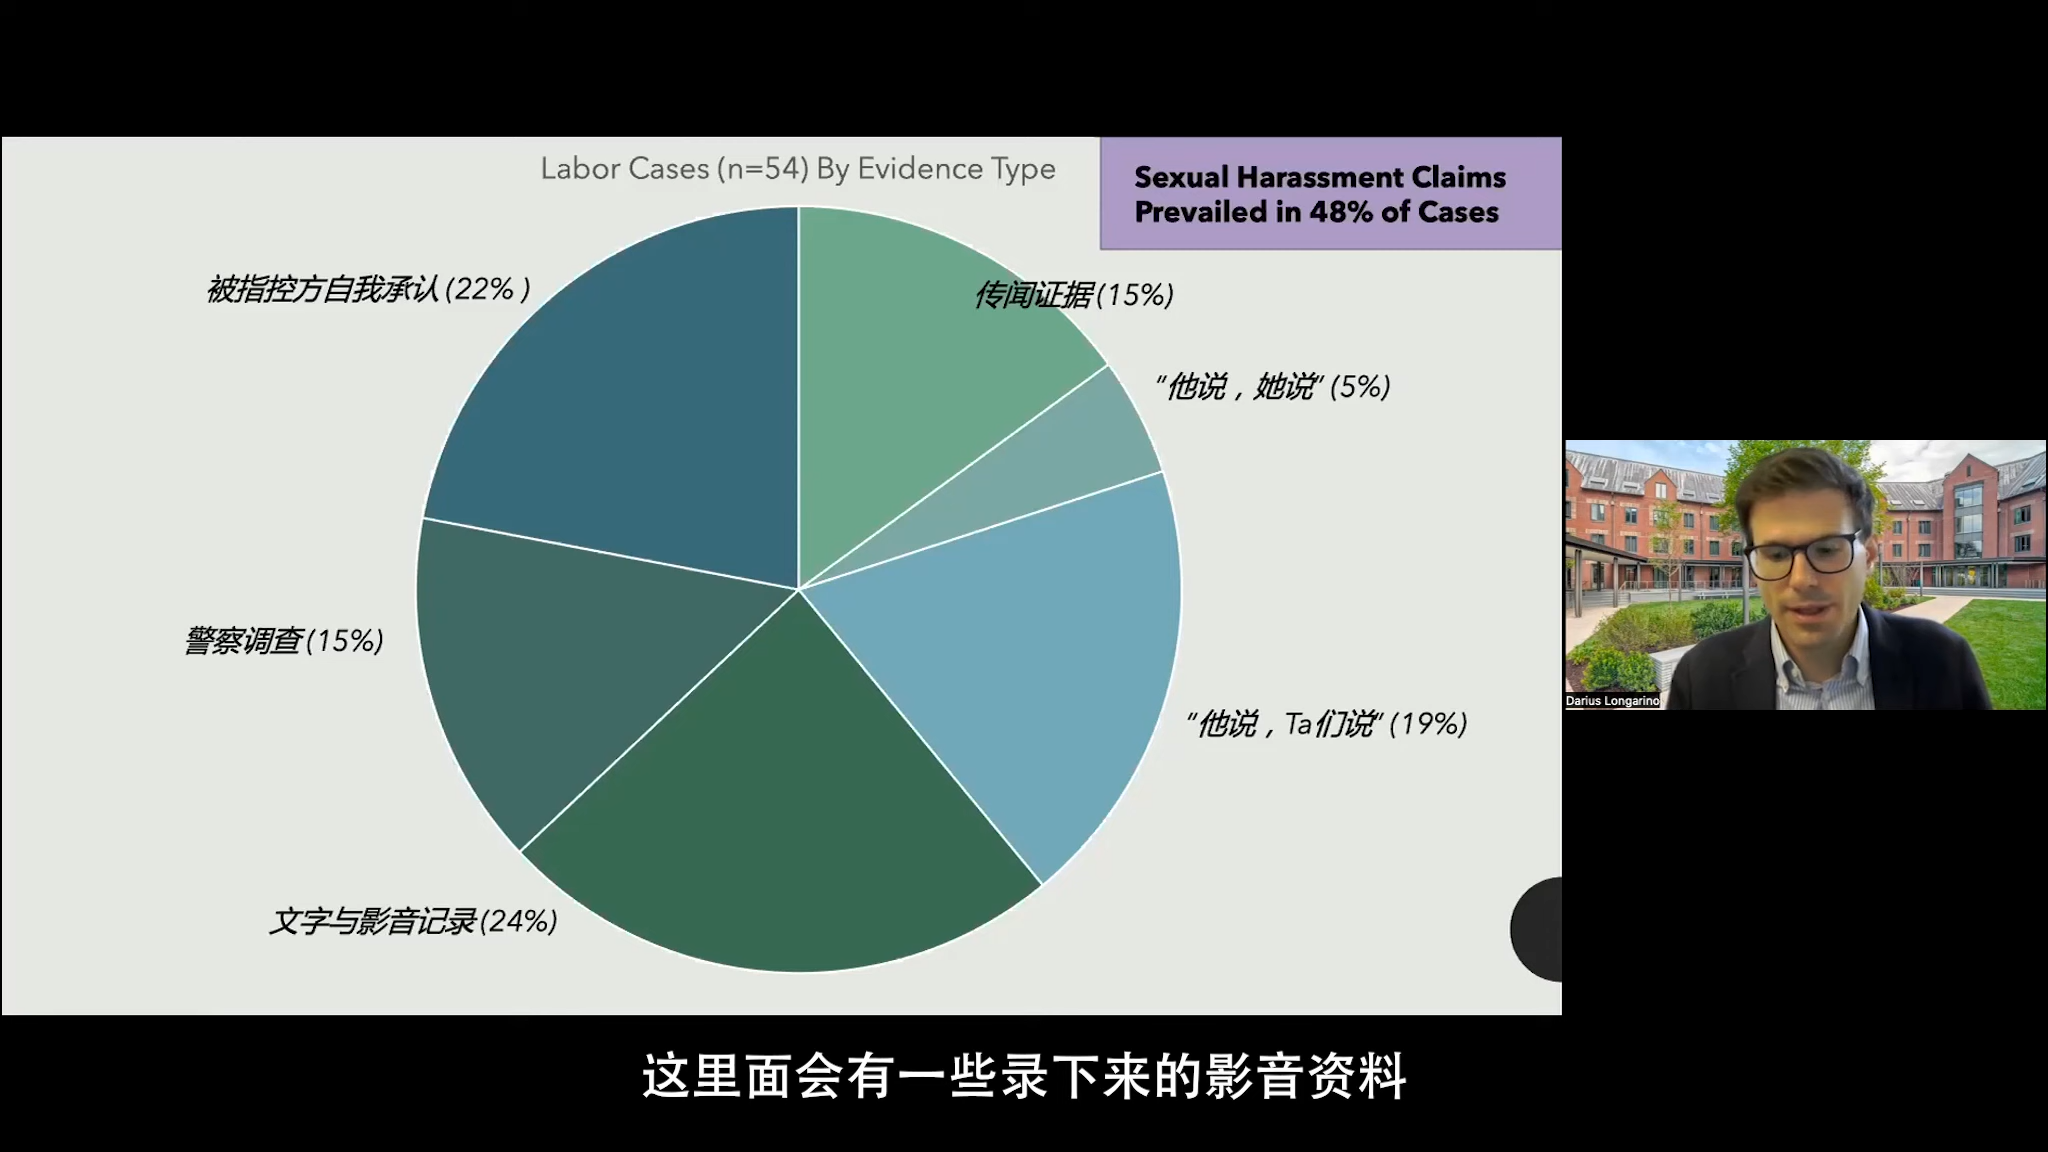 Labor Cases (n=54) By Evidence Type
Sexual Harassment Claims
Prevailed in 48% of Cases
被指控方自我承认(22% )
传闻证据(15%)
“他说，她说” (5%)
警察调查(15%)
“他说，Ta们说” (19%)
文字与影音记录(24%)
Darius Longarino
这里面会有一些录下来的影音资料